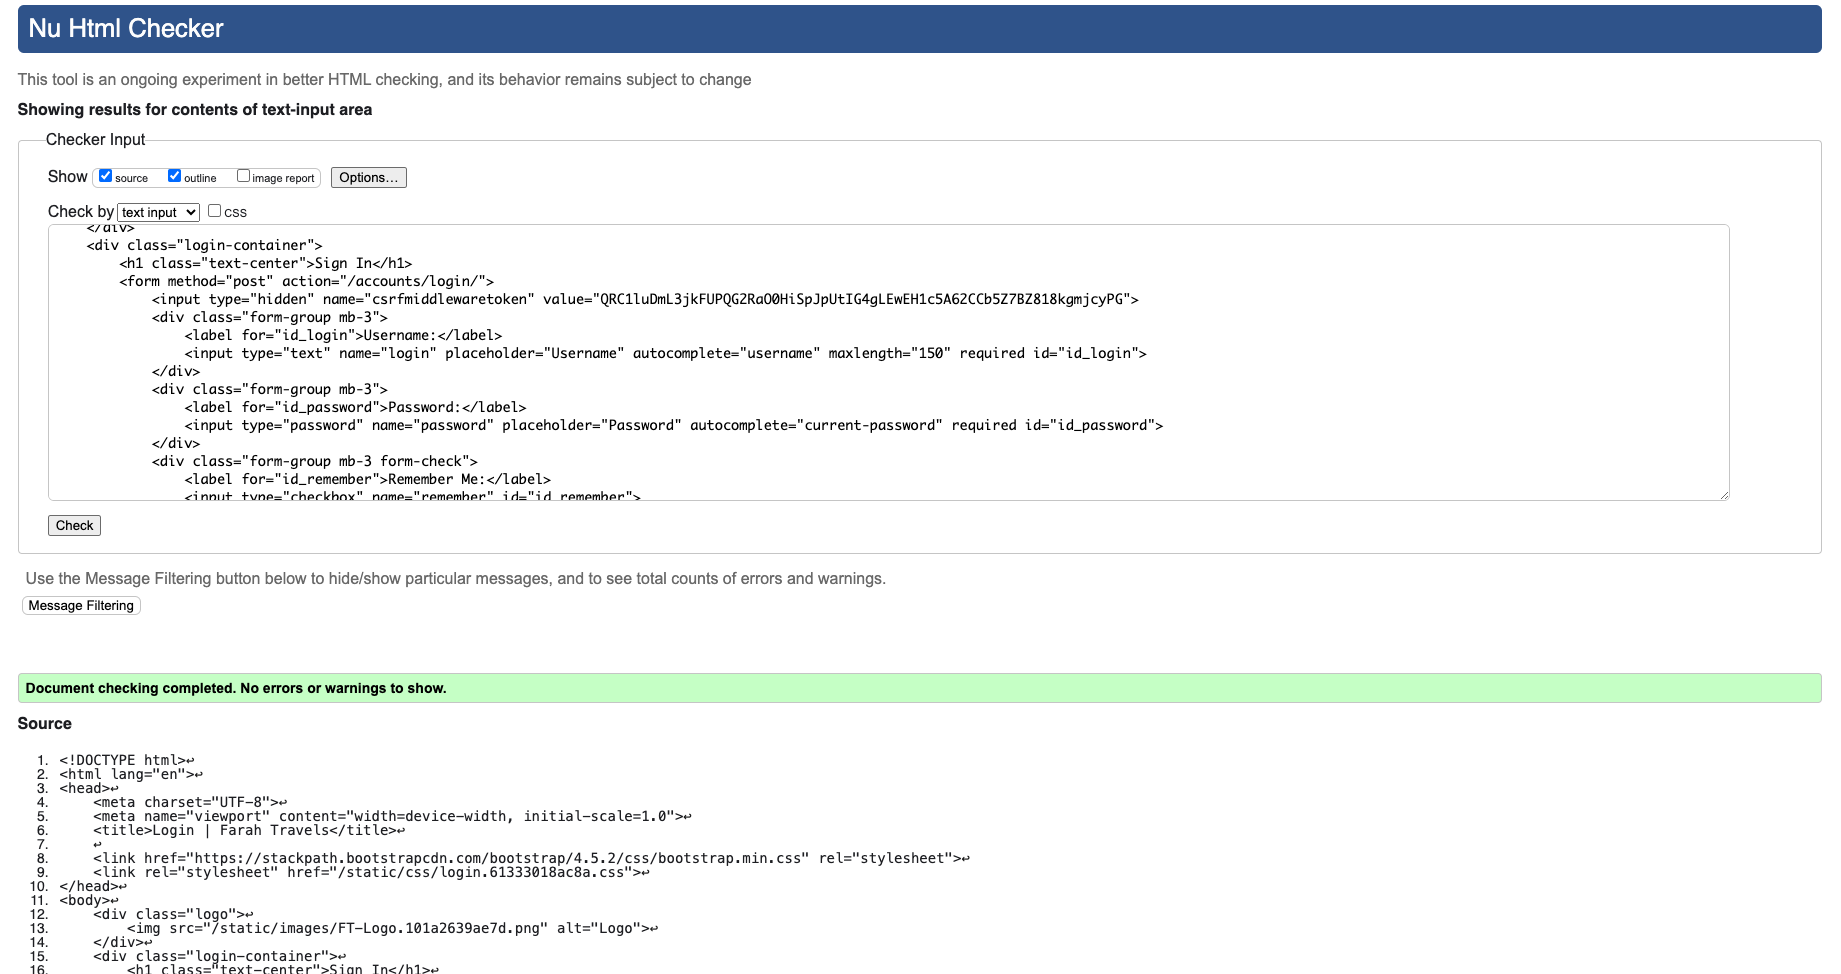 Nu Html Checker
This tool is an ongoing experiment in better HTML checking, and its behavior remains subject to change
Showing results for contents of text-input area
Checker Input
Show source outline image report Options...
Check by text input CSS
</div>
<div class="login-container">
<h1 class="text-center">Sign In</h1>
<form method="post" action="/accounts/login/">
<input type="hidden" name="csrfmiddlewaretoken" value="QRC1luDmL3jkFUPQG2RaO0HiSpJpUtIG4gLEwEH1c5A62CCb5Z7BZ818kgmjcyPG">
<div class="form-group mb-3">
<label for="id_login">Username:</label>
<input type="text" name="login" placeholder="Username" autocomplete="username" maxlength="150" required id="id_login">
</div>
<div class="form-group mb-3">
<label for="id_password">Password:</label>
<input type="password" name="password" placeholder="Password" autocomplete="current-password" required id="id_password">
</div>
<div class="form-group mb-3 form-check">
<label for="id_remember">Remember Me:</label>
<input type="checkbox" name="remember" id="id_remember">
Check
Use the Message Filtering button below to hide/show particular messages, and to see total counts of errors and warnings.
Message Filtering
Document checking completed. No errors or warnings to show.
Source
1. <!DOCTYPE html>↩
2. <html lang="en">↩
3. <head>↩
4. <meta charset="UTF-8">↩
5. <meta name="viewport" content="width=device-width, initial-scale=1.0">↩
6. <title>Login | Farah Travels</title>↩
7. ↩
8. <link href="https://stackpath.bootstrapcdn.com/bootstrap/4.5.2/css/bootstrap.min.css" rel="stylesheet">↩
9. <link rel="stylesheet" href="/static/css/login.61333018ac8a.css">↩
10. </head>↩
11. <body>↩
12. <div class="logo">↩
13. <img src="/static/images/FT-Logo.101a2639ae7d.png" alt="Logo">↩
14. </div>↩
15. <div class="login-container">↩
16. <h1 class="text-center">Sign In</h1>↩